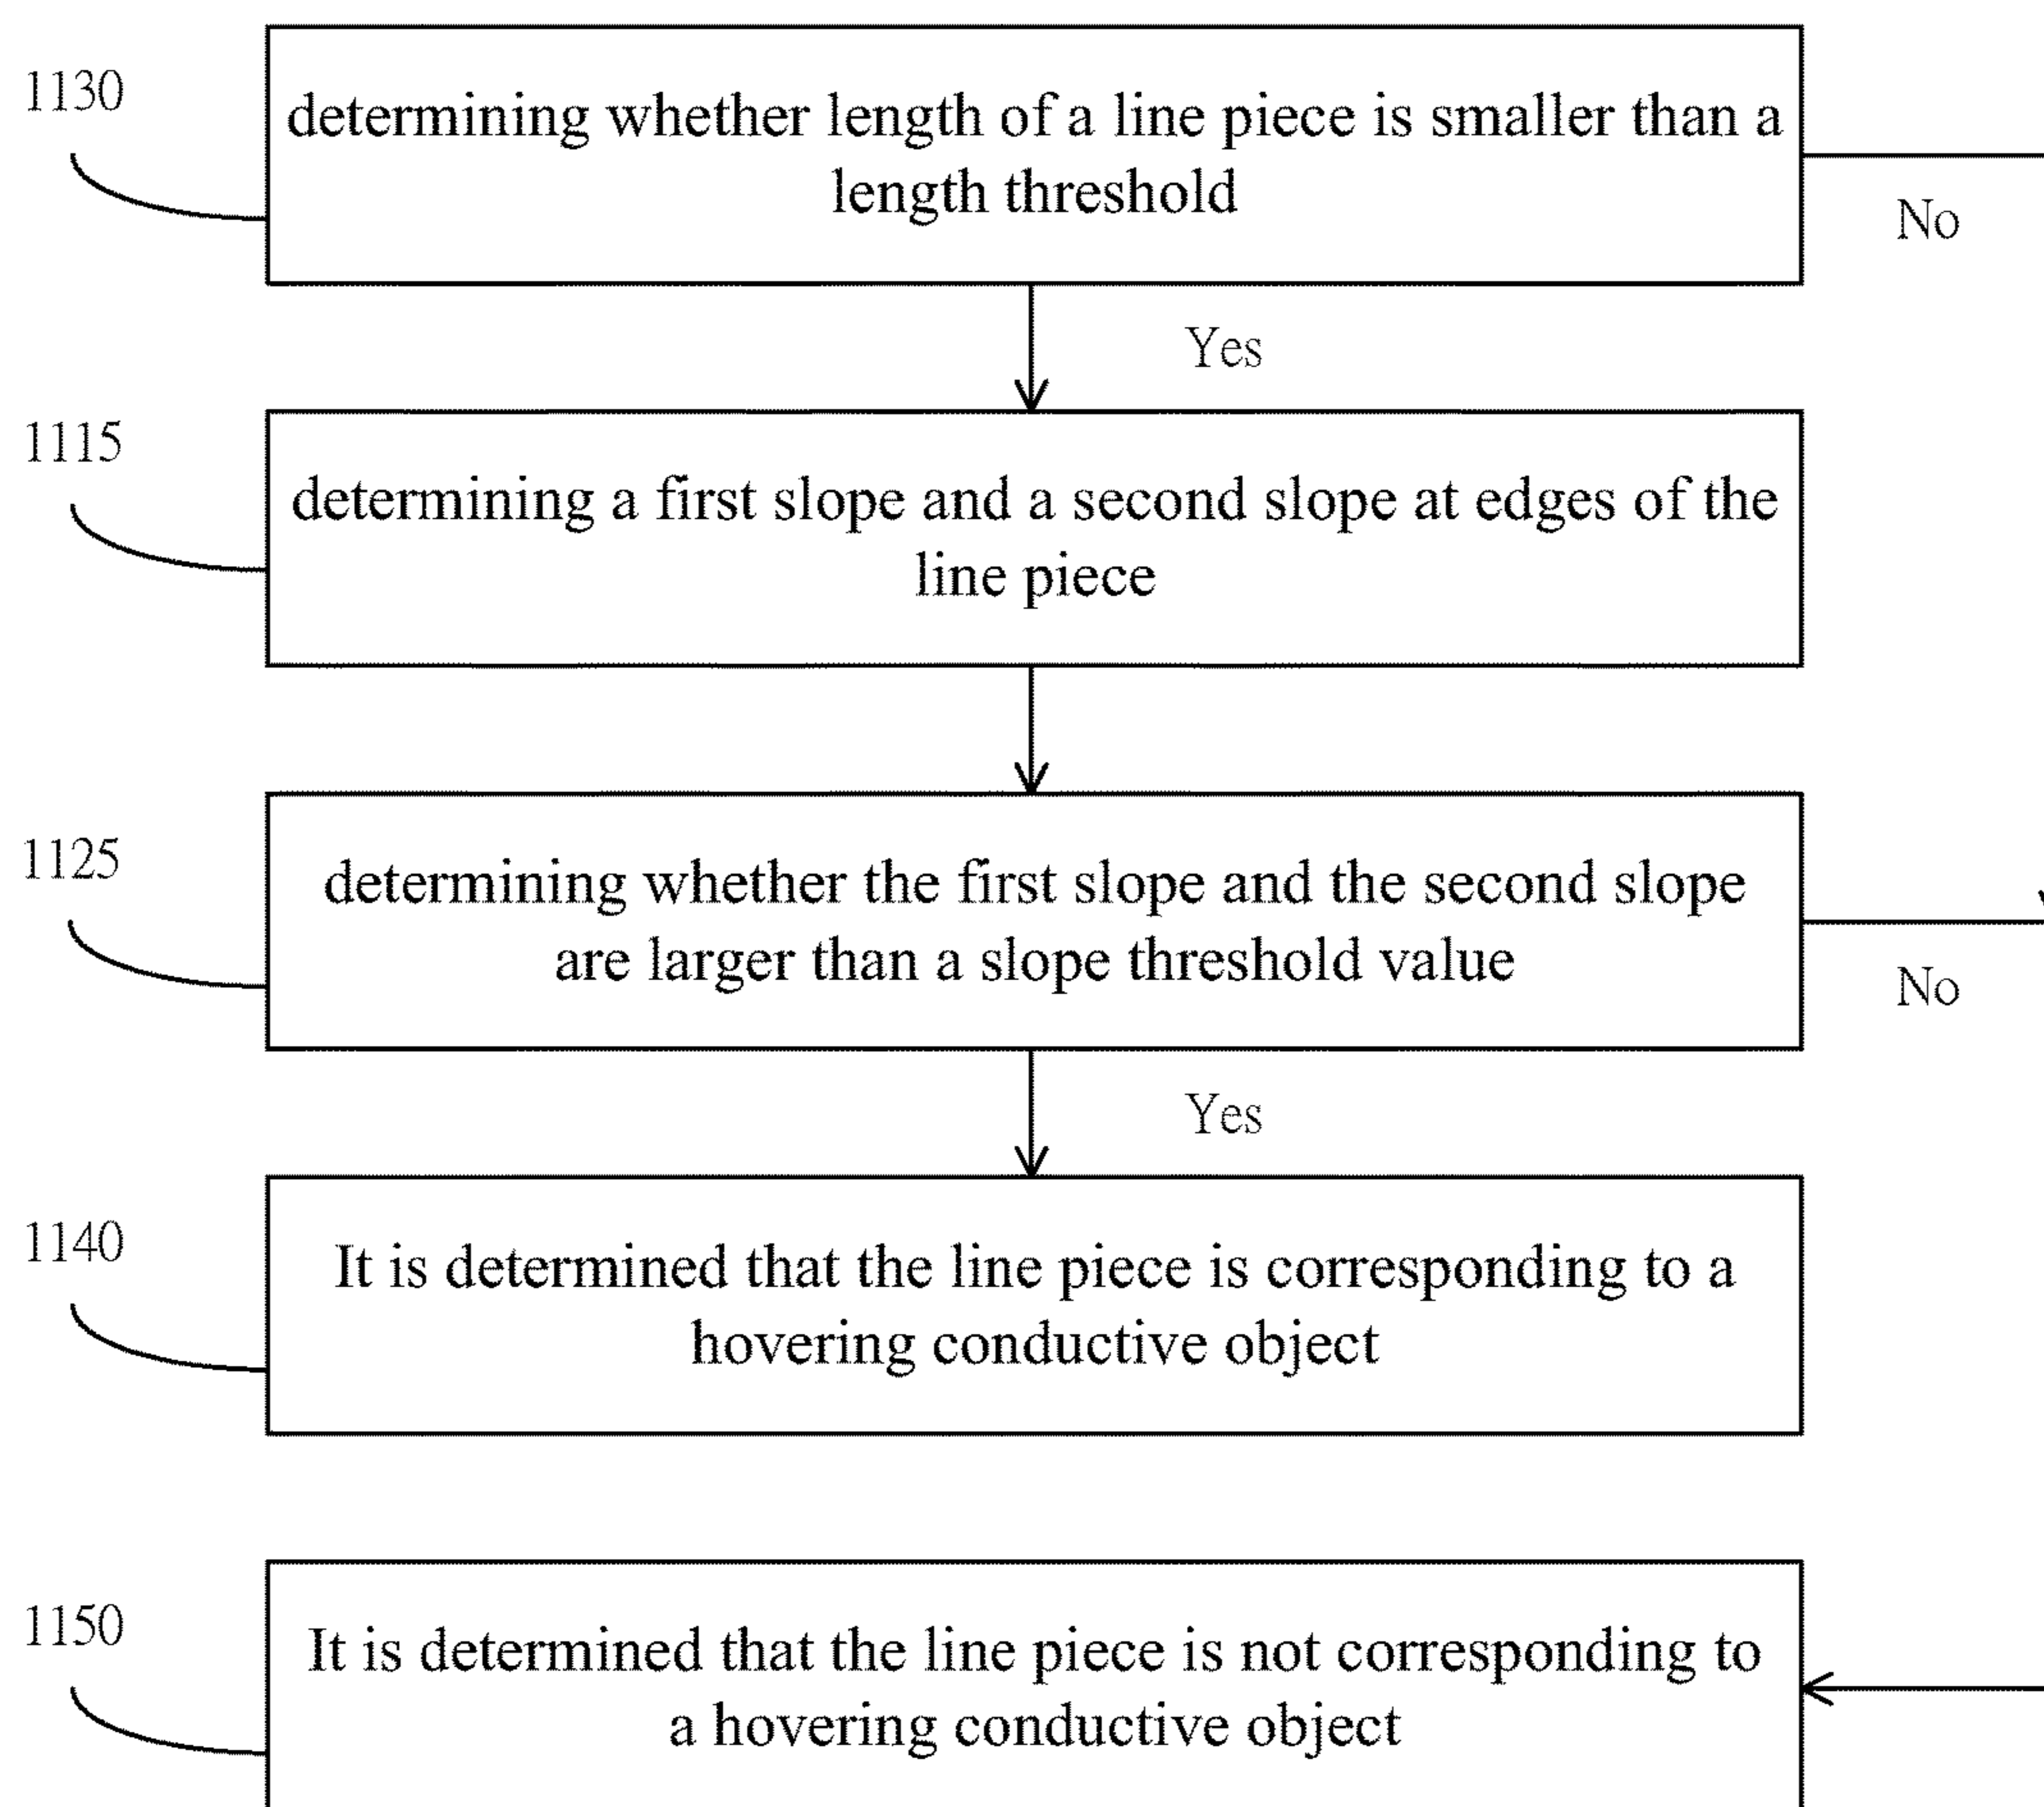 1130
determining whether length of a line piece is smaller than a
length threshold
No
Yes
1115
determining a first slope and a second slope at edges of the
line piece
1125
determining whether the first slope and the second slope
are larger than a slope threshold value
No
Yes
1140
It is determined that the line piece is corresponding to a
hovering conductive object
1150
It is determined that the line piece is not corresponding to
a hovering conductive object